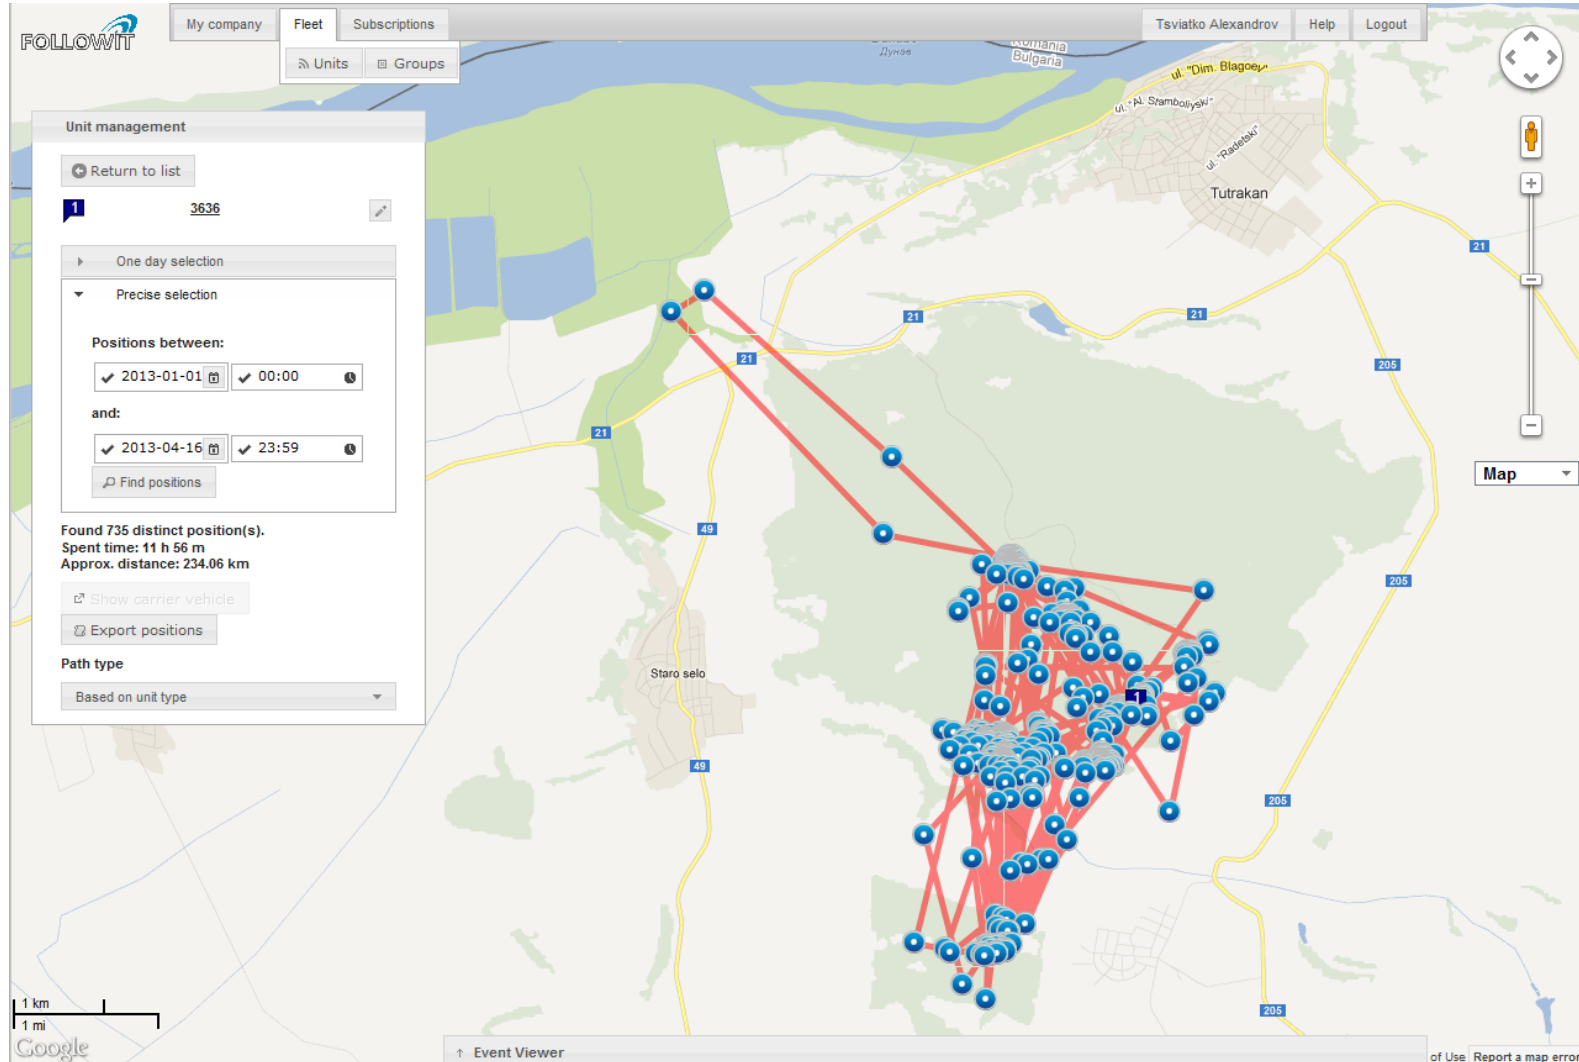 FOLLOWIT
My company
Fleet
Subscriptions
Tsviatko Alexandrov
Help
Logout
Units
Groups
Unit management
Return to list
1
3636
One day selection
Precise selection
Positions between:
2013-01-01
00:00
and:
2013-04-16
23:59
Find positions
Found 735 distinct position(s).
Spent time: 11 h 56 m
Approx. distance: 234.06 km
Show carrier vehicle
Export positions
Path type
Based on unit type
Дунав
Romania
Bulgaria
ul. "Dim. Blagoev"
ul. "Al. Stamboliyski"
ul. "Radetski"
Tutrakan
21
21
21
21
21
205
49
205
Staro selo
1
49
205
205
Map
1 km
1 mi
Google
Event Viewer
of Use
Report a map error